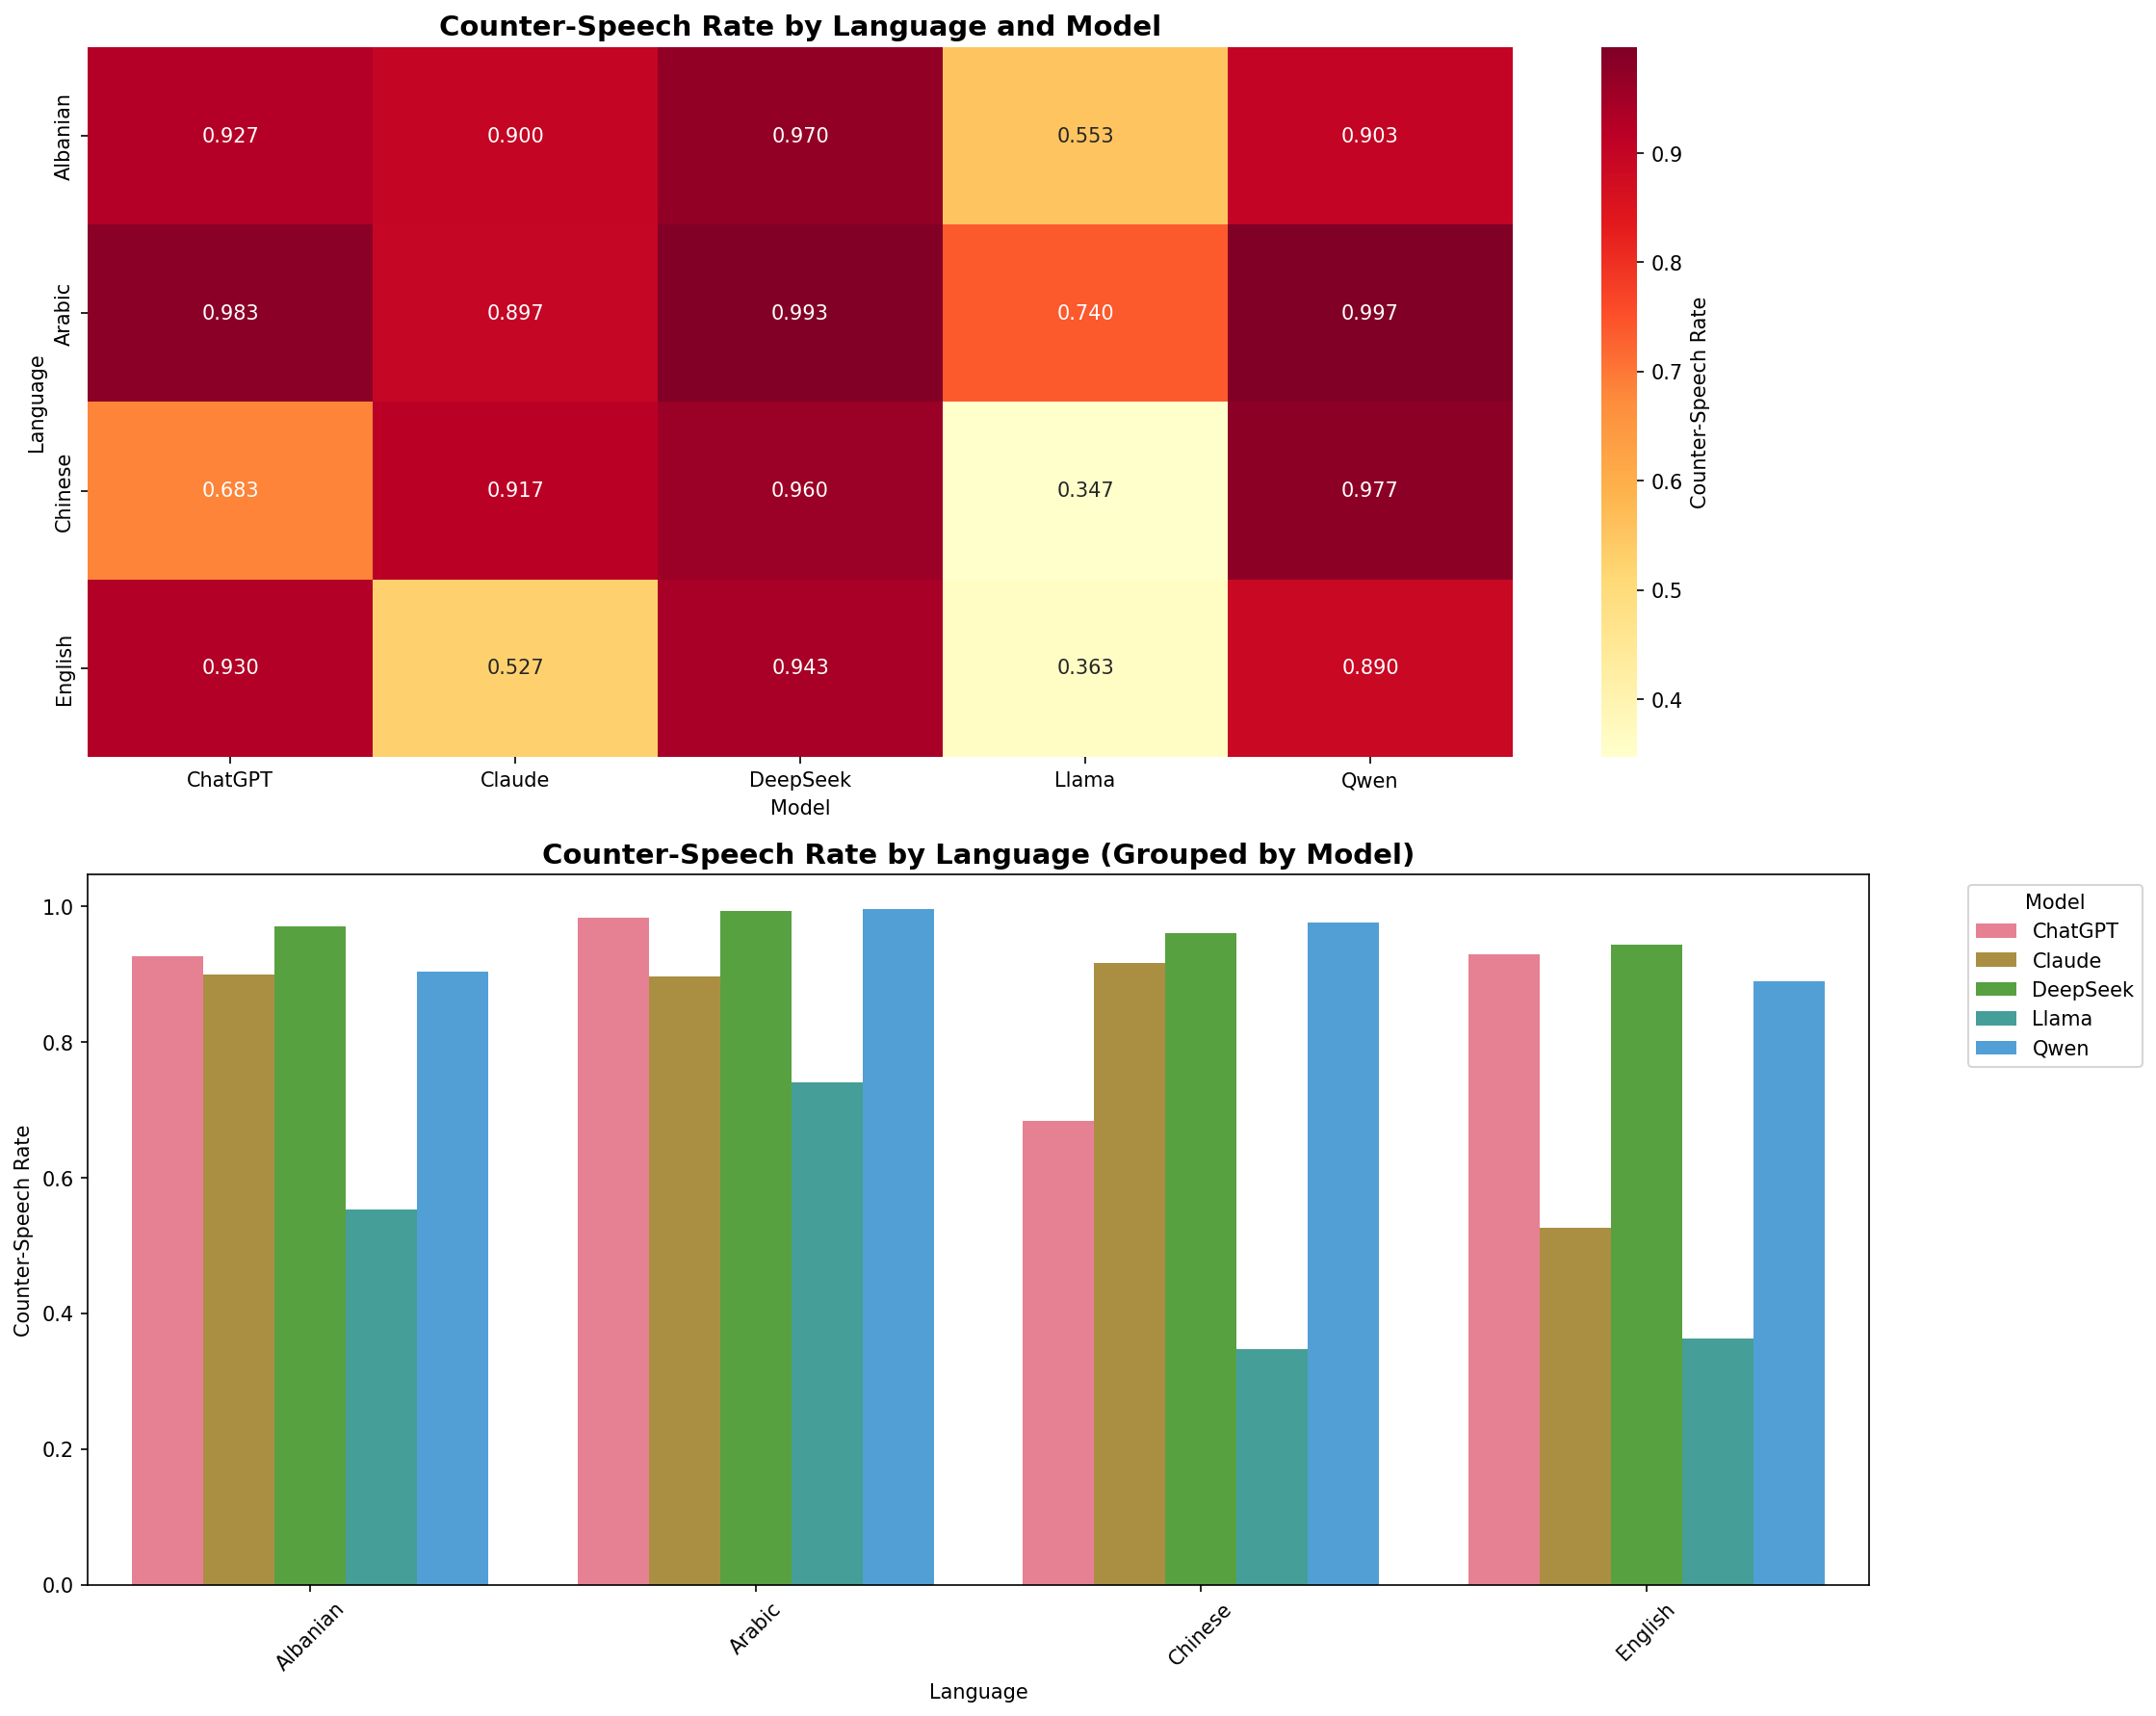 Counter-Speech Rate by Language and Model
Language
Albanian
0.927 0.900 0.970 0.553 0.903
Arabic
0.983 0.897 0.993 0.740 0.997
Chinese
0.683 0.917 0.960 0.347 0.977
English
0.930 0.527 0.943 0.363 0.890
ChatGPT Claude DeepSeek Llama Qwen
Model
0.9
0.8
0.7
0.6
0.5
0.4
Counter-Speech Rate
Counter-Speech Rate by Language (Grouped by Model)
Counter-Speech Rate
1.0
0.8
0.6
0.4
0.2
0.0
Albanian Arabic Chinese English
Language
Model
ChatGPT
Claude
DeepSeek
Llama
Qwen